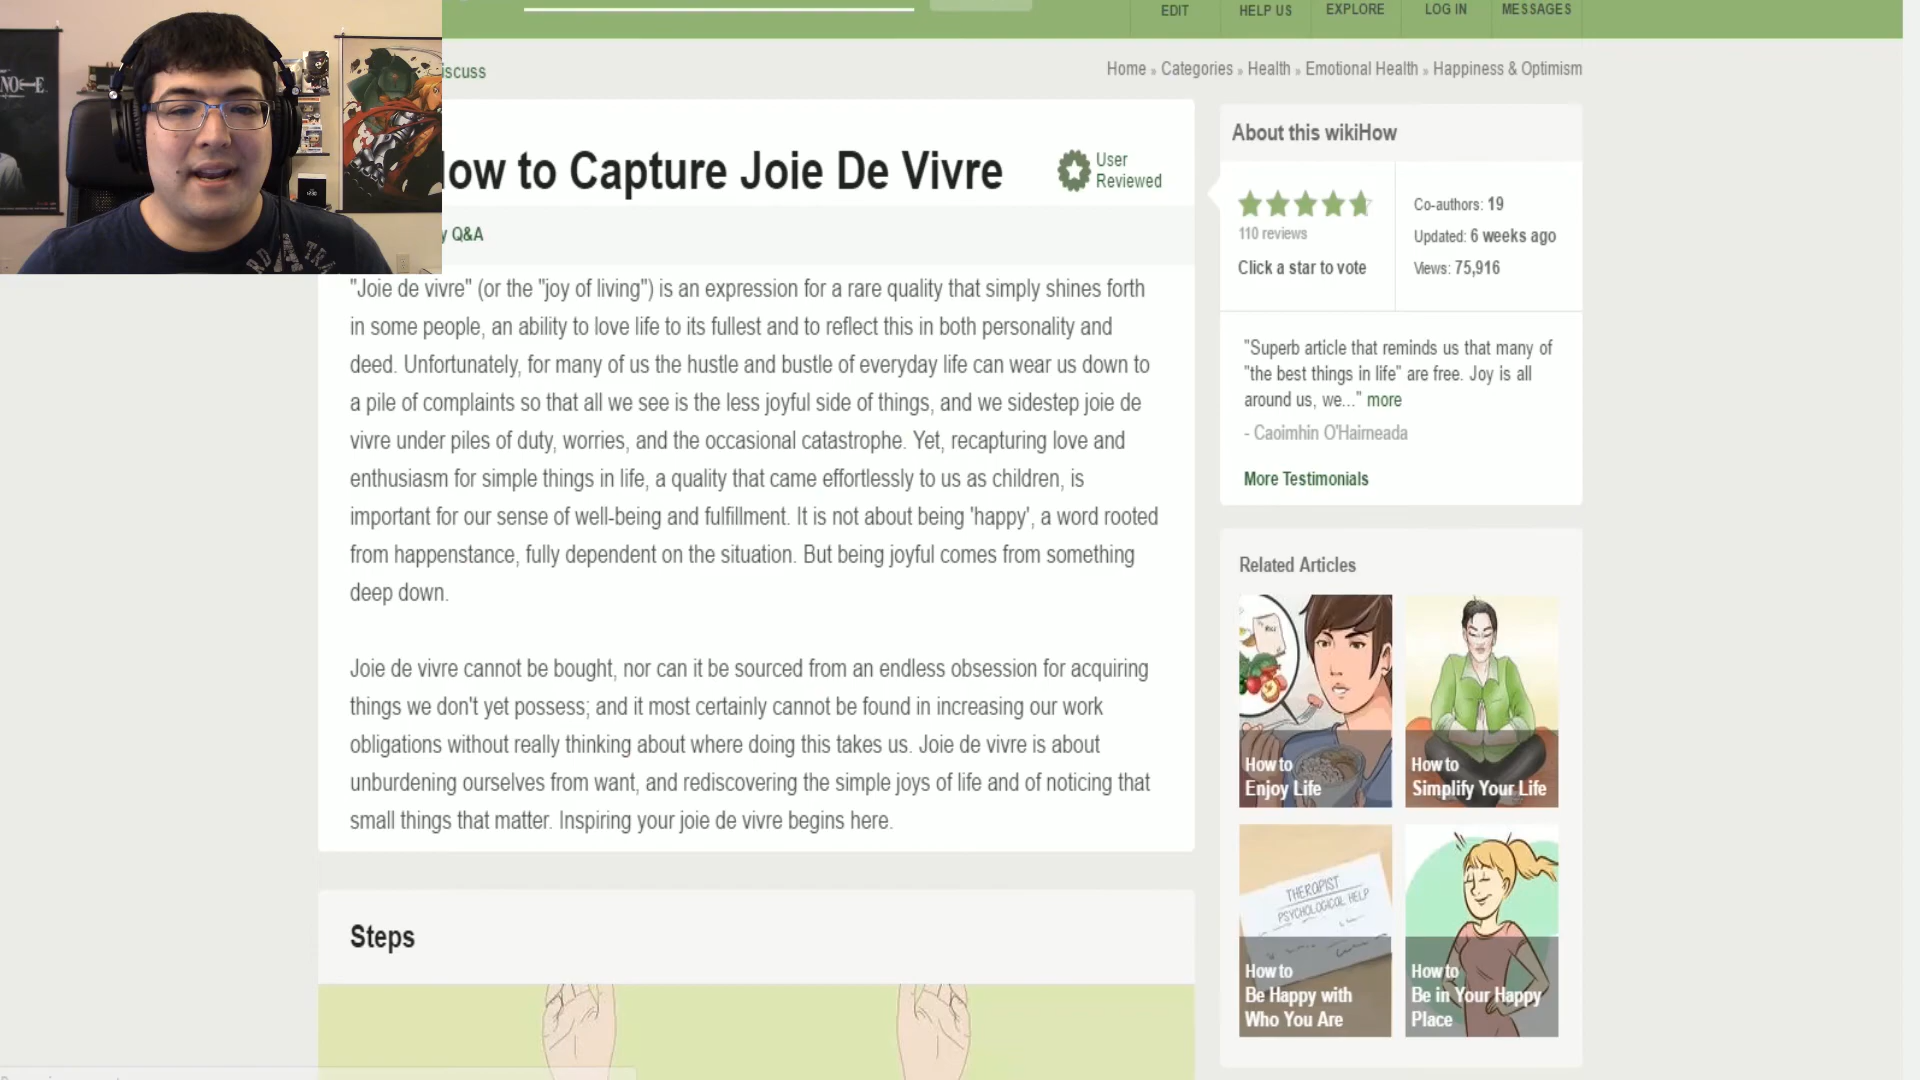 EDIT
HELP US
EXPLORE
LOG IN
MESSAGES
iscuss
Home » Categories » Health » Emotional Health » Happiness & Optimism
ow to Capture Joie De Vivre
User
Reviewed
y Q&A
"Joie de vivre" (or the "joy of living") is an expression for a rare quality that simply shines forth
in some people, an ability to love life to its fullest and to reflect this in both personality and
deed. Unfortunately, for many of us the hustle and bustle of everyday life can wear us down to
a pile of complaints so that all we see is the less joyful side of things, and we sidestep joie de
vivre under piles of duty, worries, and the occasional catastrophe. Yet, recapturing love and
enthusiasm for simple things in life, a quality that came effortlessly to us as children, is
important for our sense of well-being and fulfillment. It is not about being 'happy', a word rooted
from happenstance, fully dependent on the situation. But being joyful comes from something
deep down.
Joie de vivre cannot be bought, nor can it be sourced from an endless obsession for acquiring
things we don't yet possess; and it most certainly cannot be found in increasing our work
obligations without really thinking about where doing this takes us. Joie de vivre is about
unburdening ourselves from want, and rediscovering the simple joys of life and of noticing that
small things that matter. Inspiring your joie de vivre begins here.
Steps
About this wikiHow
110 reviews
Click a star to vote
Co-authors: 19
Updated: 6 weeks ago
Views: 75,916
"Superb article that reminds us that many of
"the best things in life" are free. Joy is all
around us, we..." more
- Caoimhin O'Hairneada
More Testimonials
Related Articles
How to
Enjoy Life
How to
Simplify Your Life
THERAPIST
PSYCHOLOGICAL HELP
How to
Be Happy with
Who You Are
How to
Be in Your Happy
Place